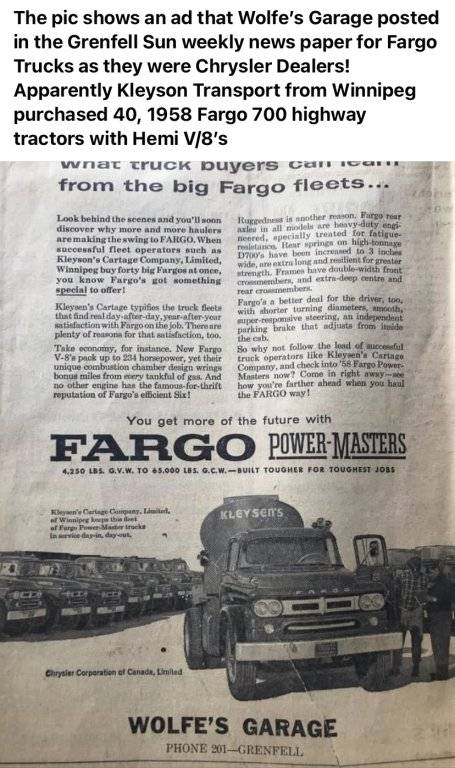 The pic shows an ad that Wolfe's Garage posted
in the Grenfell Sun weekly news paper for Fargo
Trucks as they were Chrysler Dealers!
Apparently Kleyson Transport from Winnipeg
purchased 40, 1958 Fargo 700 highway
tractors with Hemi V/8's
what truck buyers can learn
from the big Fargo fleets...
Look behind the scenes and you'll soon
discover why more and more haulers
are making the swing to FARGO. When
successful fleet operators such as
Kleysen's Cartage Company, Limited,
Winnipeg buy forty big Fargos at once,
you know Fargo's got something
special to offer!
Kleysen's Cartage typifies the truck fleets
that find real day-after-day, year-after-year
satisfaction with Fargo on the job. There are
plenty of reasons for that satisfaction, too.
Take economy, for instance. New Fargo
V-8's pack up to 234 horsepower, yet their
unique combustion chamber design wrings
bonus miles from every tankful of gas. And
no other engine has the famous-for-thrift
reputation of Fargo's efficient Six!
Ruggedness is another reason. Fargo rear
axles in all models are heavy-duty engi-
neered, specially treated for fatigue-
resistance. Rear springs on high-tonnage
D700's have been increased to 3 inches
wide, are extra long and resilient for greater
strength. Frames have double-width front
crossmembers, and extra-deep centre and
rear crossmembers.
Fargo's a better deal for the driver, too,
with shorter turning diameters, smooth,
super-responsive steering, an independent
parking brake that adjusts from inside
the cab.
So why not follow the lead of successful
truck operators like Kleysen's Cartage
Company, and check into '58 Fargo Power-
Masters now? Come in right away—see
how you're farther ahead when you haul
the FARGO way!
You get more of the future with
FARGO POWER-MASTERS
4,250 LBS. G.V.W. TO 65,000 LBS. G.C.W.—BUILT TOUGHER FOR TOUGHEST JOBS
Kleysen's Cartage Company, Limited,
of Winnipeg keeps this fleet
of Fargo Power-Master trucks
in service day-in, day-out.
KLEYSEN'S
FARGO
Chrysler Corporation of Canada, Limited
WOLFE'S GARAGE
PHONE 201—GRENFELL